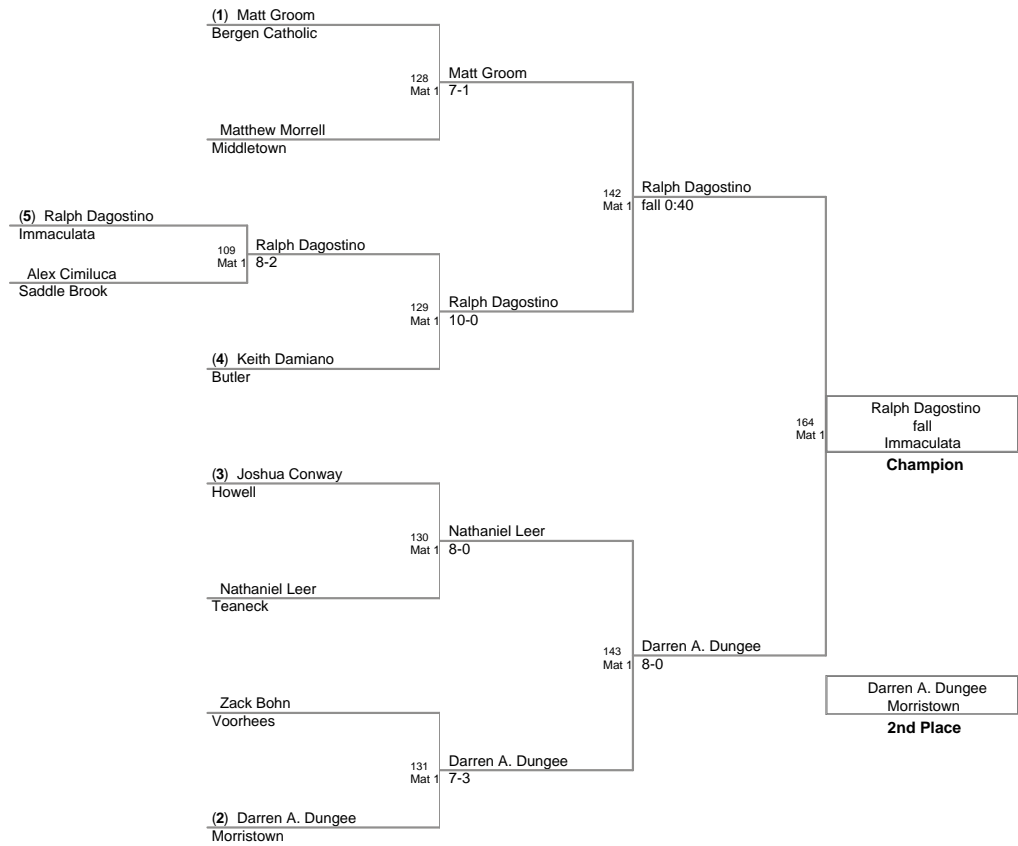 (1) Matt Groom
Bergen Catholic
128
Mat 1
Matt Groom
7-1
Matthew Morrell
Middletown
142
Mat 1
Ralph Dagostino
fall 0:40
(5) Ralph Dagostino
Immaculata
109
Mat 1
Ralph Dagostino
8-2
Alex Cimiluca
Saddle Brook
129
Mat 1
Ralph Dagostino
10-0
(4) Keith Damiano
Butler
164
Mat 1
Ralph Dagostino
fall
Immaculata
Champion
(3) Joshua Conway
Howell
130
Mat 1
Nathaniel Leer
8-0
Nathaniel Leer
Teaneck
143
Mat 1
Darren A. Dungee
8-0
Zack Bohn
Voorhees
131
Mat 1
Darren A. Dungee
7-3
(2) Darren A. Dungee
Morristown
Darren A. Dungee
Morristown
2nd Place